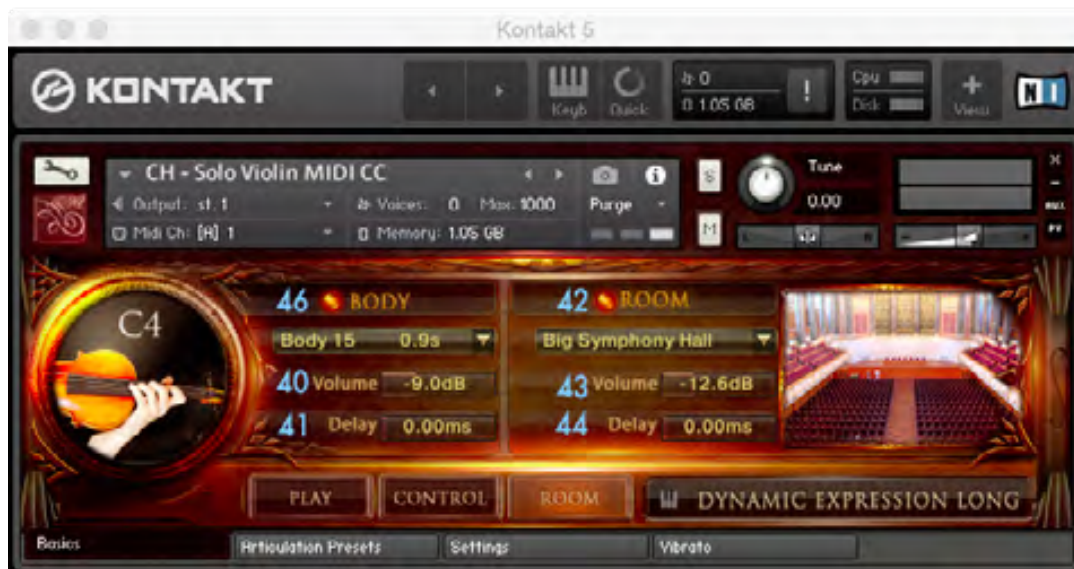 Kontakt 5
KONTAKT
Keyb
Quick
0
1.05 GB
!
Cpu
Disk
+
View
N I
CH - Solo Violin MIDI CC
i
S
Tune
Output: st.1
Voices: 0 Max: 1000 Purge
0.00
Midi Ch: [A] 1
Memory: 1.05 GB
M
L R
PV
C4
46 BODY
42 ROOM
Body 15 0.9s
Big Symphony Hall
40 Volume -9.0dB
43 Volume -12.6dB
41 Delay 0.00ms
44 Delay 0.00ms
PLAY
CONTROL
ROOM
DYNAMIC EXPRESSION LONG
Basics
Articulation Presets
Settings
Vibrato